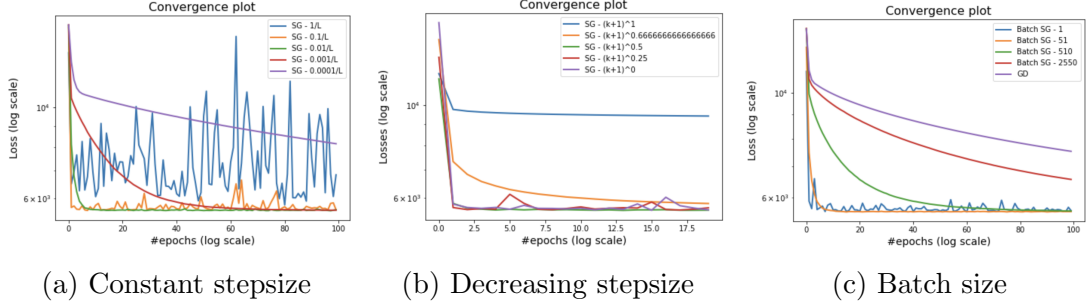 Convergence plot
SG - 1/L
SG - 0.1/L
SG - 0.01/L
SG - 0.001/L
SG - 0.0001/L
Loss (log scale)
10⁴
6 × 10³
0 20 40 60 80 100
#epochs (log scale)
(a) Constant stepsize
Convergence plot
SG - (k+1)^1
SG - (k+1)^0.6666666666666666
SG - (k+1)^0.5
SG - (k+1)^0.25
SG - (k+1)^0
Losses (log scale)
10⁴
6 × 10³
0.0 2.5 5.0 7.5 10.0 12.5 15.0 17.5
#epochs (log scale)
(b) Decreasing stepsize
Convergence plot
Batch SG - 1
Batch SG - 51
Batch SG - 510
Batch SG - 2550
GD
Loss (log scale)
10⁴
6 × 10³
0 20 40 60 80 100
#epochs (log scale)
(c) Batch size